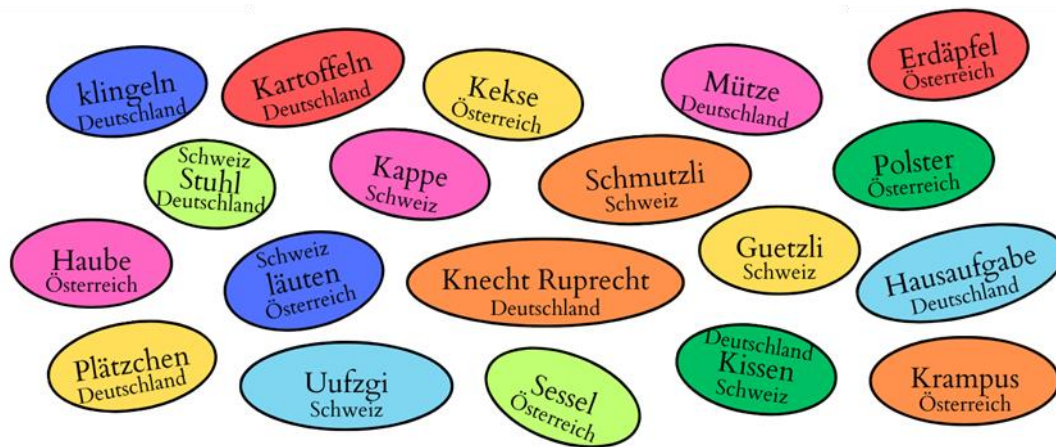 klingeln
Deutschland
Kartoffeln
Deutschland
Kekse
Österreich
Mütze
Deutschland
Erdäpfel
Österreich
Schweiz
Stuhl
Deutschland
Kappe
Schweiz
Schmutzli
Schweiz
Polster
Österreich
Haube
Österreich
Schweiz
läuten
Österreich
Knecht Ruprecht
Deutschland
Guetzli
Schweiz
Hausaufgabe
Deutschland
Plätzchen
Deutschland
Uufzgi
Schweiz
Sessel
Österreich
Deutschland
Kissen
Schweiz
Krampus
Österreich